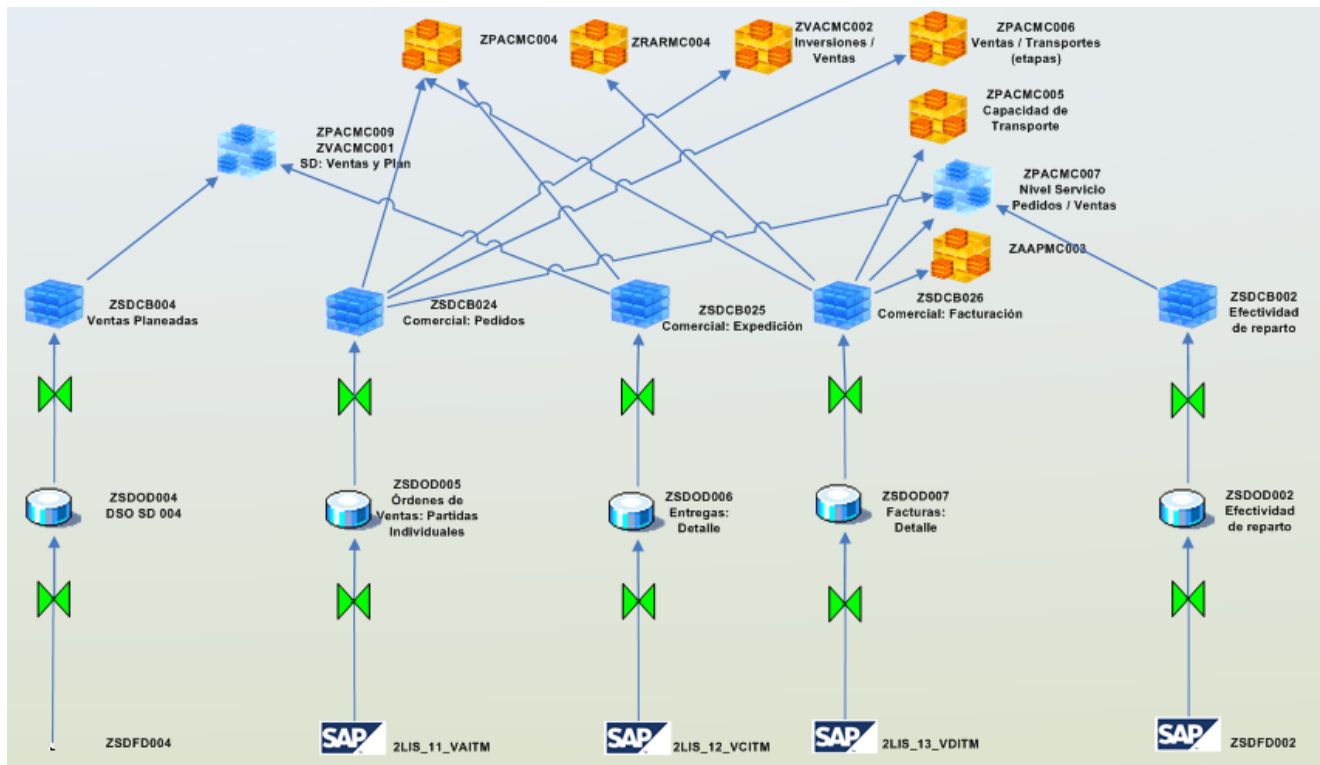 ZPACMC004
ZRARMC004
ZVACMC002
Inversiones /
Ventas
ZPACMC006
Ventas / Transportes
(etapas)
ZPACMC005
Capacidad de
Transporte
ZPACMC009
ZVACMC001
SD: Ventas y Plan
ZPACMC007
Nivel Servicio
Pedidos / Ventas
ZAAPMC003
ZSDCB004
Ventas Planeadas
ZSDCB024
Comercial: Pedidos
ZSDCB025
Comercial: Expedición
ZSDCB026
Comercial: Facturación
ZSDCB002
Efectividad
de reparto
ZSDOD004
DSO SD 004
ZSDOD005
Órdenes de
Ventas: Partidas
Individuales
ZSDOD006
Entregas:
Detalle
ZSDOD007
Facturas:
Detalle
ZSDOD002
Efectividad
de reparto
ZSDFD004
SAP
2LIS_11_VAITM
SAP
2LIS_12_VCITM
SAP
2LIS_13_VDITM
SAP
ZSDFD002